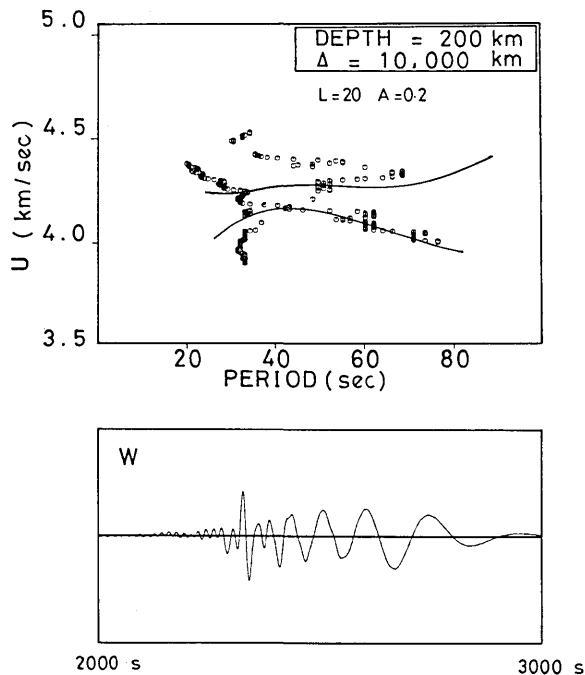 5.0
DEPTH = 200 km
Δ = 10,000 km
L=20 A=0.2
4.5
4.0
3.5
U (km/sec)
20 40 60 80
PERIOD (sec)
W
2000 s
3000 s